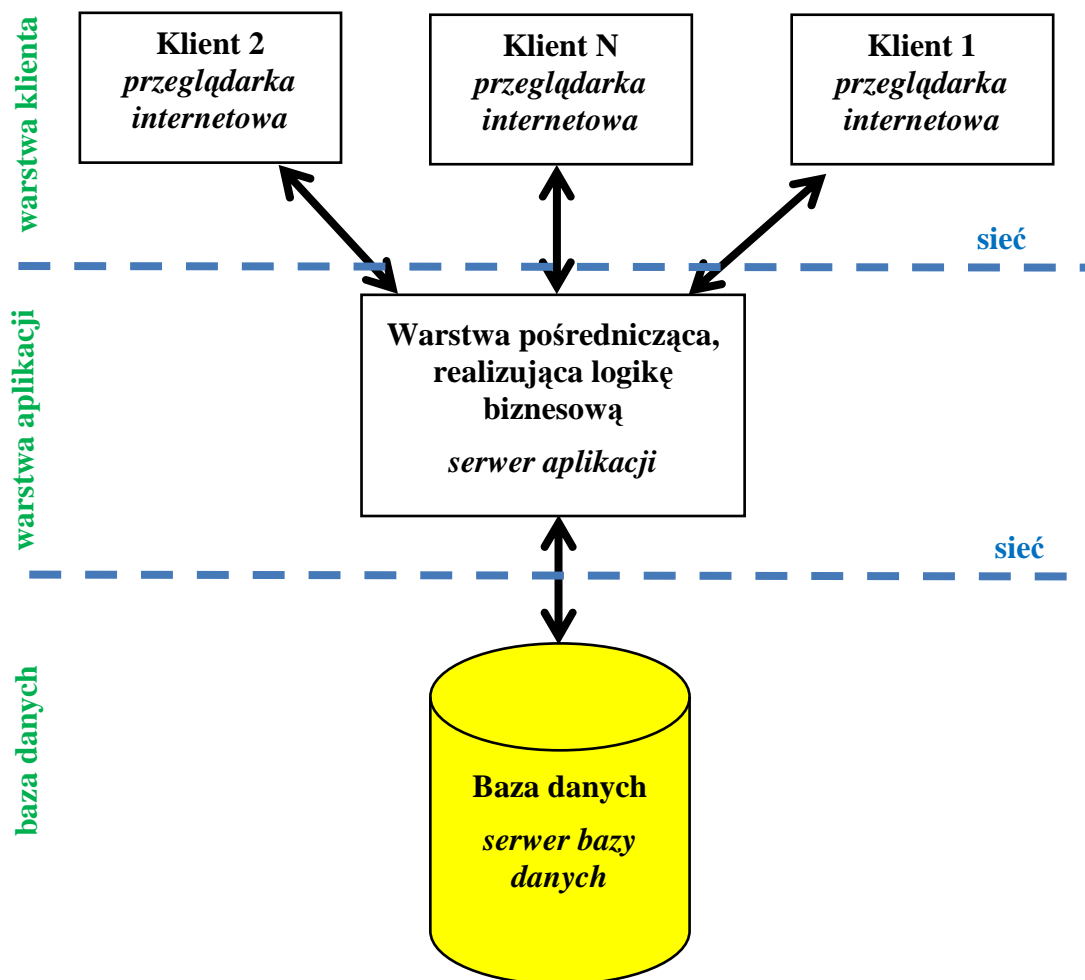 warstwa klienta
Klient 2
przeglądarka
internetowa
Klient N
przeglądarka
internetowa
Klient 1
przeglądarka
internetowa
sieć
warstwa aplikacji
Warstwa pośrednicząca,
realizująca logikę
biznesową
serwer aplikacji
sieć
baza danych
Baza danych
serwer bazy
danych